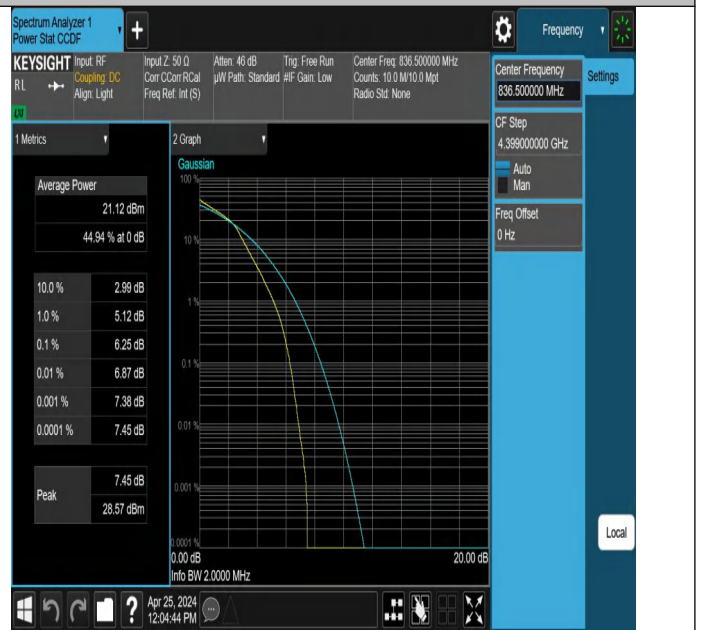 Spectrum Analyzer 1
Power Stat CCDF
+
Frequency
KEYSIGHT
Input: RF
Coupling: DC
Align: Light
RL
Input Z: 50 Ω
Corr CCorr RCal
Freq Ref: Int (S)
Atten: 46 dB
µW Path: Standard
Trig: Free Run
#IF Gain: Low
Center Freq: 836.500000 MHz
Counts: 10.0 M/10.0 Mpt
Radio Std: None
Center Frequency
836.500000 MHz
Settings
CF Step
4.399000000 GHz
Auto
Man
Freq Offset
0 Hz
Local
1 Metrics
Average Power
21.12 dBm
44.94 % at 0 dB
10.0 % 2.99 dB
1.0 % 5.12 dB
0.1 % 6.25 dB
0.01 % 6.87 dB
0.001 % 7.38 dB
0.0001 % 7.45 dB
Peak
7.45 dB
28.57 dBm
2 Graph
Gaussian
100 %
10 %
1 %
0.1 %
0.01 %
0.001 %
0.0001 %
0.00 dB
20.00 dB
Info BW 2.0000 MHz
?
Apr 25, 2024
12:04:44 PM